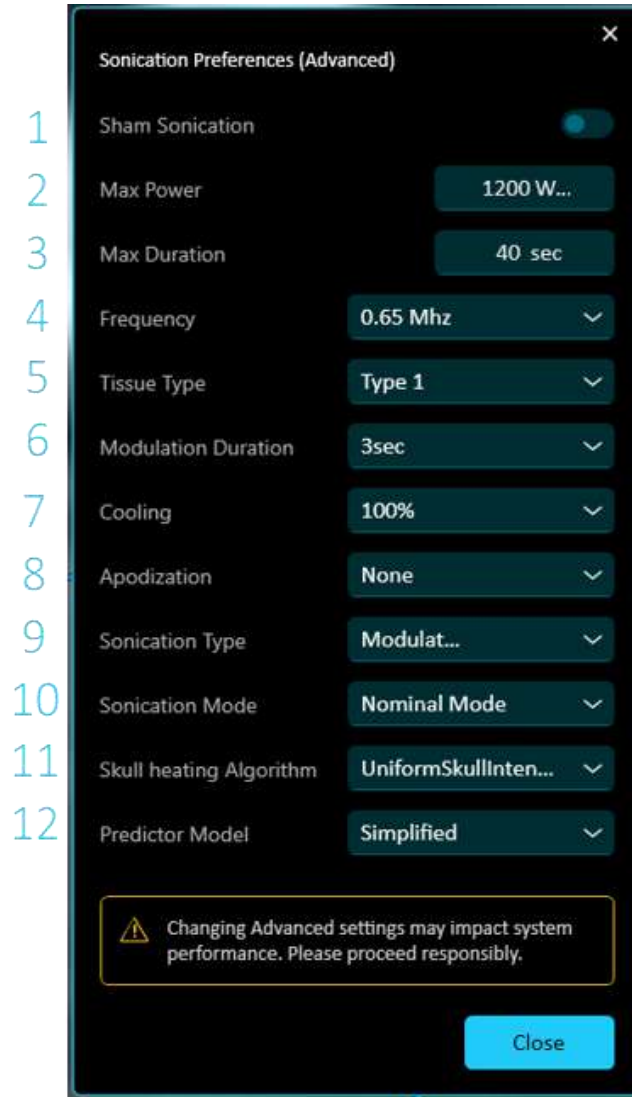 Sonication Preferences (Advanced)
1 Sham Sonication
2 Max Power 1200 W...
3 Max Duration 40 sec
4 Frequency 0.65 Mhz
5 Tissue Type Type 1
6 Modulation Duration 3sec
7 Cooling 100%
8 Apodization None
9 Sonication Type Modulat...
10 Sonication Mode Nominal Mode
11 Skull heating Algorithm UniformSkullInten...
12 Predictor Model Simplified
Changing Advanced settings may impact system
performance. Please proceed responsibly.
Close